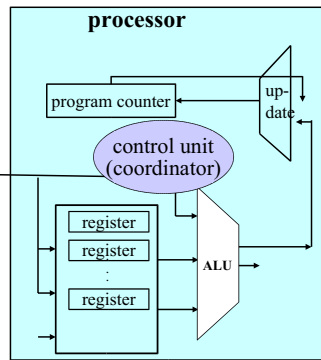 processor
program counter
up-
date
control unit
(coordinator)
register
register
:
register
ALU